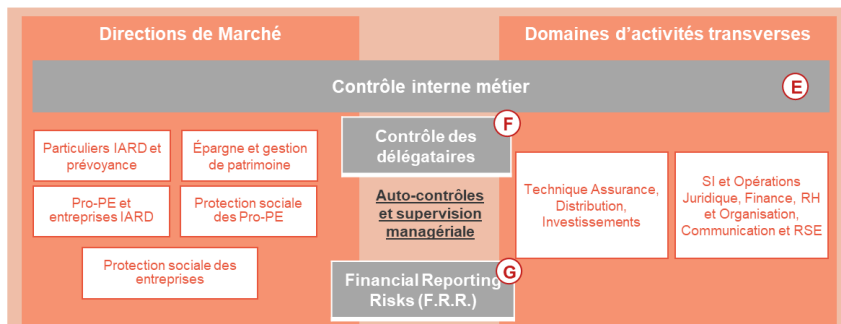 Directions de Marché
Domaines d’activités transverses
Contrôle interne métier
E
F
Contrôle des
délégataires
Particuliers IARD et
prévoyance
Épargne et gestion
de patrimoine
Pro-PE et
entreprises IARD
Protection sociale
des Pro-PE
Protection sociale des
entreprises
Auto-contrôles
et supervision
managériale
Technique Assurance,
Distribution,
Investissements
SI et Opérations
Juridique, Finance, RH
et Organisation,
Communication et RSE
G
Financial Reporting
Risks (F.R.R.)